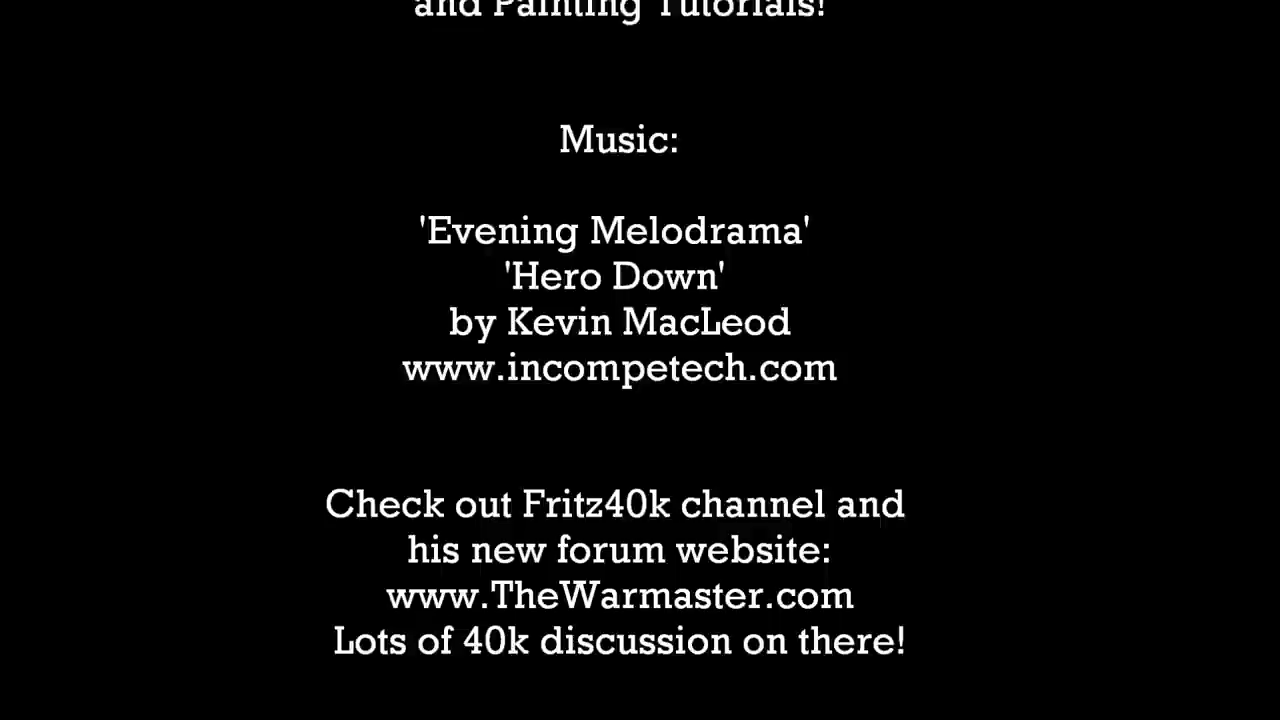 and Painting Tutorials!
Music:
'Evening Melodrama'
'Hero Down'
by Kevin MacLeod
www.incompetech.com
Check out Fritz40k channel and
his new forum website:
www.TheWarmaster.com
Lots of 40k discussion on there!